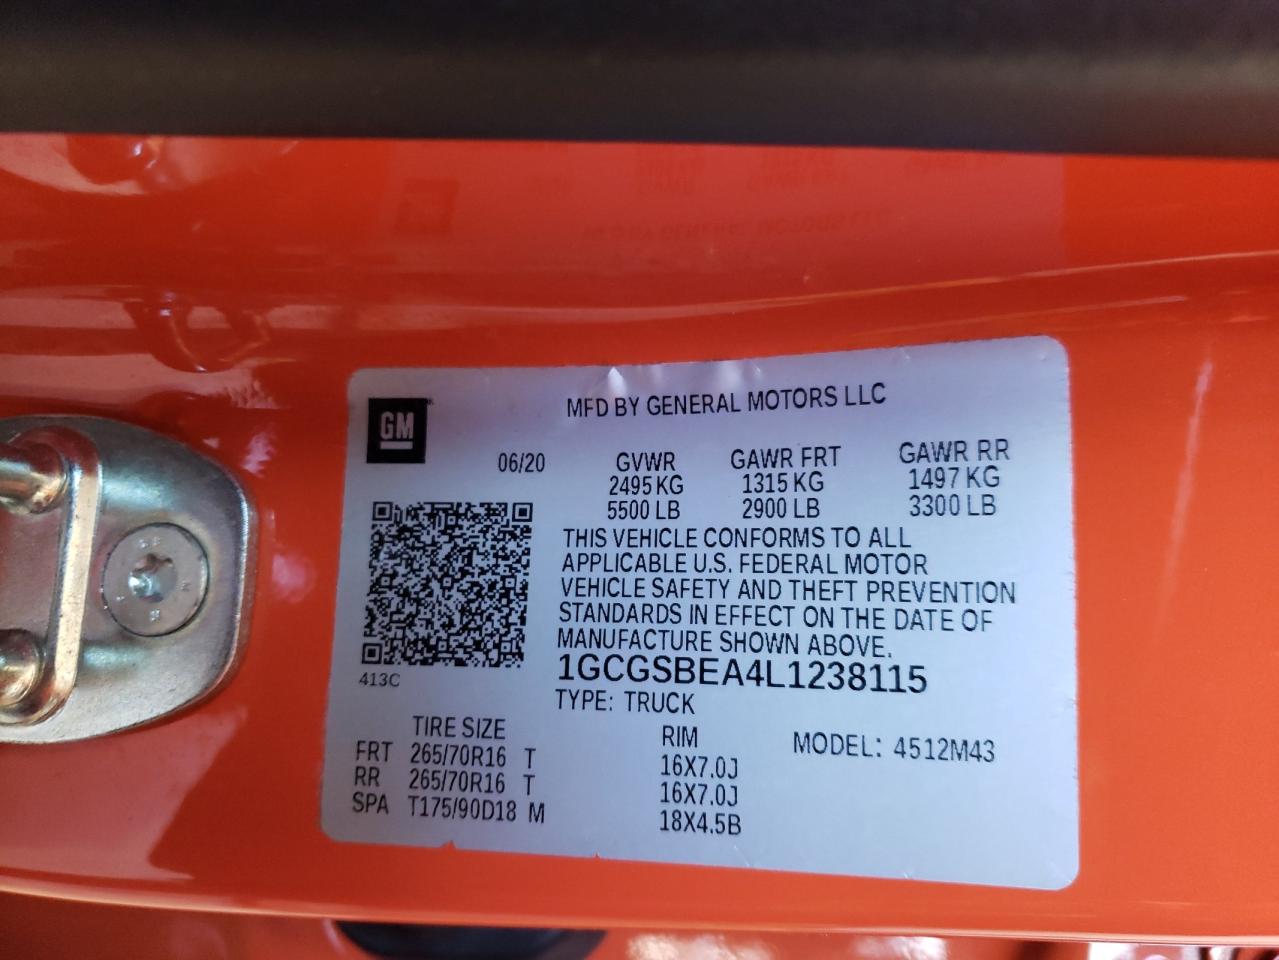 MFD BY GENERAL MOTORS LLC
GM
06/20 GVWR GAWR FRT GAWR RR
2495 KG 1315 KG 1497 KG
5500 LB 2900 LB 3300 LB
THIS VEHICLE CONFORMS TO ALL
APPLICABLE U.S. FEDERAL MOTOR
VEHICLE SAFETY AND THEFT PREVENTION
STANDARDS IN EFFECT ON THE DATE OF
MANUFACTURE SHOWN ABOVE.
413C 1GCGSBEA4L1238115
TYPE: TRUCK
TIRE SIZE RIM MODEL: 4512M43
FRT 265/70R16 T 16X7.0J
RR 265/70R16 T 16X7.0J
SPA T175/90D18 M 18X4.5B